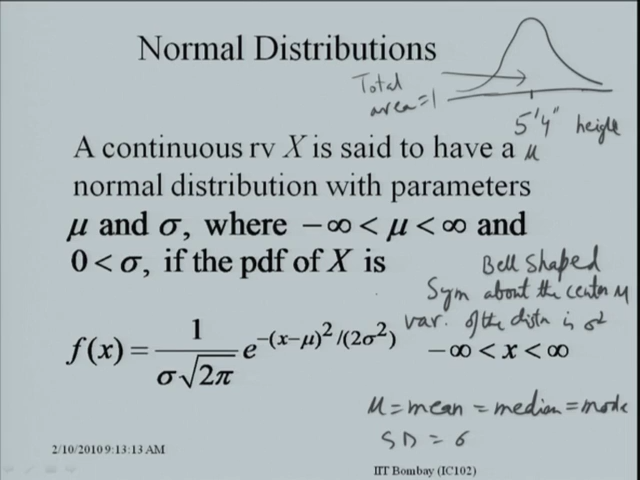 Normal Distributions
Total
area = 1
5'4" height
A continuous rv X is said to have a μ
normal distribution with parameters
μ and σ, where −∞ < μ < ∞ and
0 < σ, if the pdf of X is
Bell Shaped
Sym about the center μ
var. of the distn is σ²
f(x) = 1/(σ√2π) e^−(x−μ)²/(2σ²)
−∞ < x < ∞
μ = mean = median = mode
SD = σ
2/10/2010 9:13:13 AM
IIT Bombay (IC102)